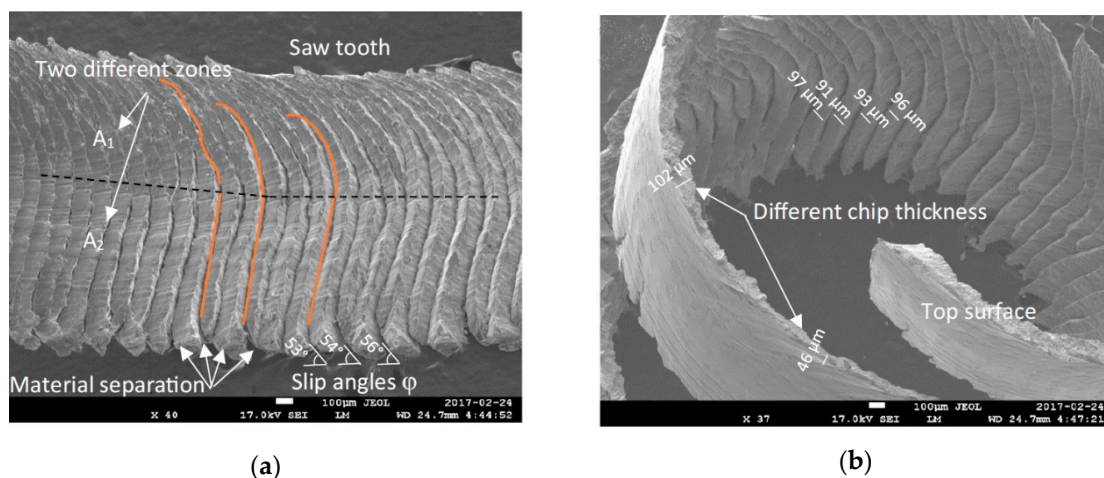 Saw tooth
Two different zones
A1
A2
53°
54°
56°
Material separation
Slip angles φ
100µm JEOL 2017-02-24
X 40 17.0kV SEI LM WD 24.7mm 4:44:52
(a)
97 µm
91 µm
93 µm
96 µm
102 µm
Different chip thickness
Top surface
46 µm
100µm JEOL 2017-02-24
X 37 17.0kV SEI LM WD 24.7mm 4:47:21
(b)